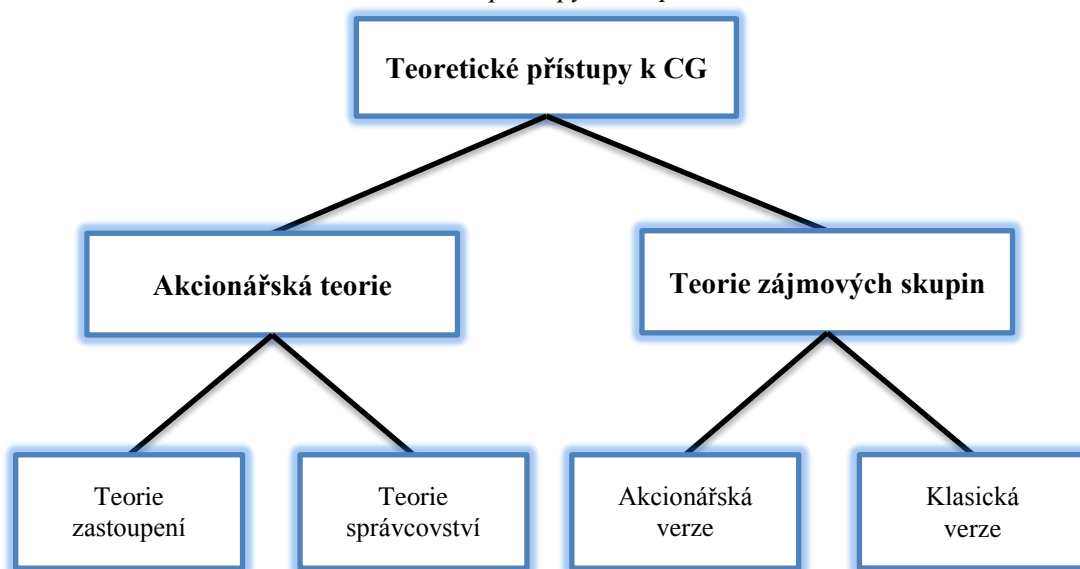 Teoretické přístupy k CG
Akcionářská teorie
Teorie zájmových skupin
Teorie
zastoupení
Teorie
správcovství
Akcionářská
verze
Klasická
verze